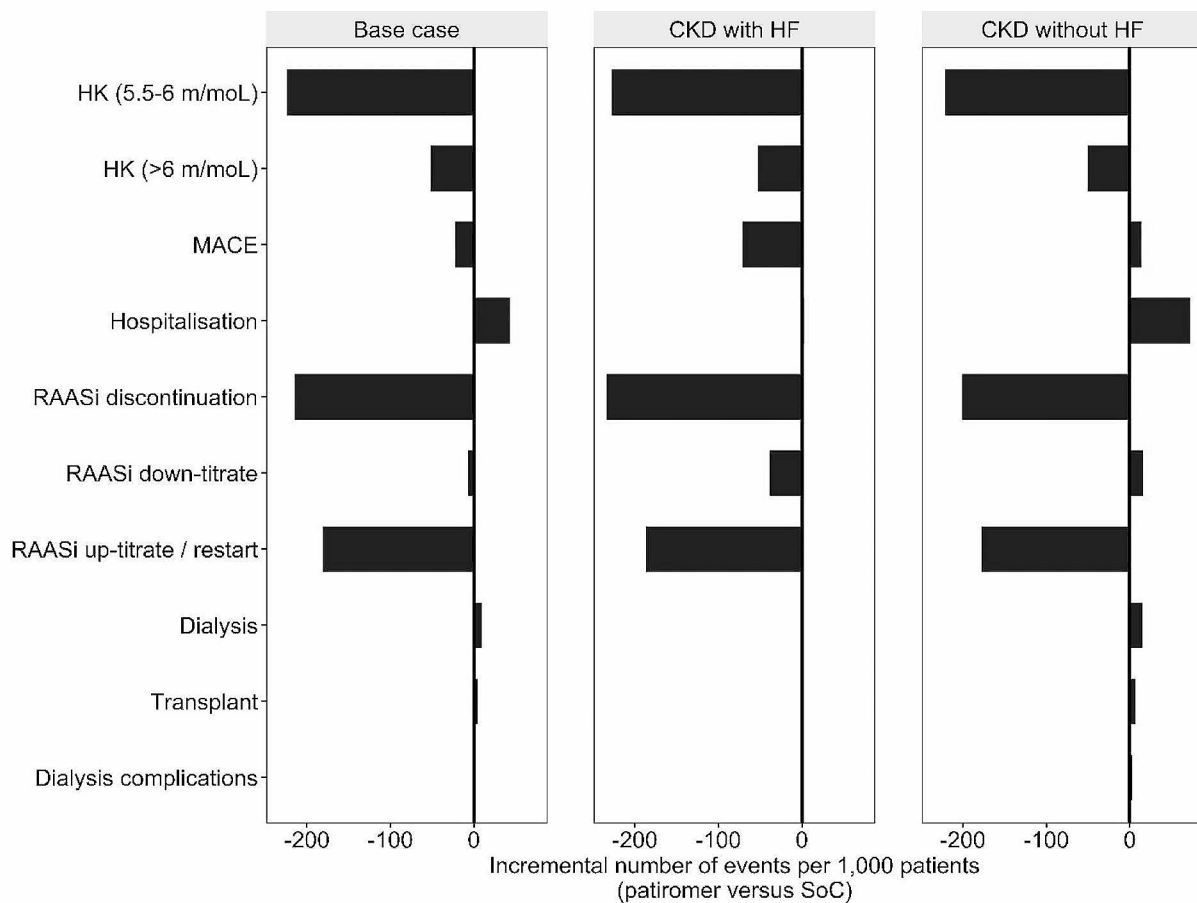 Base case
CKD with HF
CKD without HF
HK (5.5-6 m/moL)
HK (>6 m/moL)
MACE
Hospitalisation
RAASi discontinuation
RAASi down-titrate
RAASi up-titrate / restart
Dialysis
Transplant
Dialysis complications
-200 -100 0
-200 -100 0
-200 -100 0
Incremental number of events per 1,000 patients
(patiromer versus SoC)